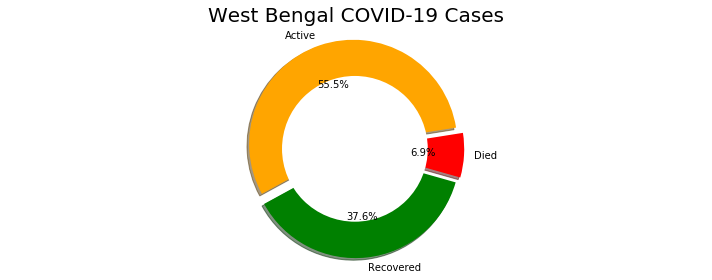 West Bengal COVID-19 Cases
Active
55.5%
6.9%
Died
37.6%
Recovered